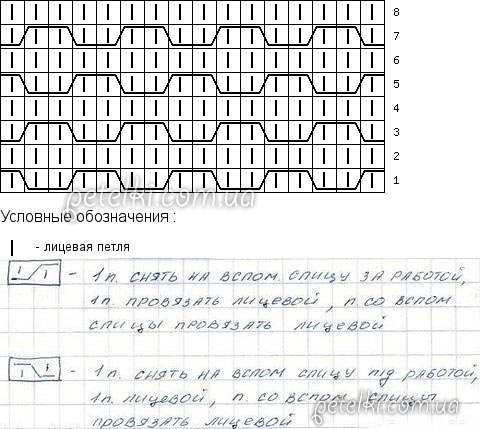 8
7
6
5
4
3
2
1
petelki.com.ua
Условные обозначения :
- лицевая петля
- 1п. снять на вспом. спицу за работой,
1п. провязать лицевой, п. со вспом.
спицы провязать лицевой
- 1п. снять на вспом спицу під работой,
1п. лицевой, п. со вспом. спицы
провязать лицевой
petelki.com.ua